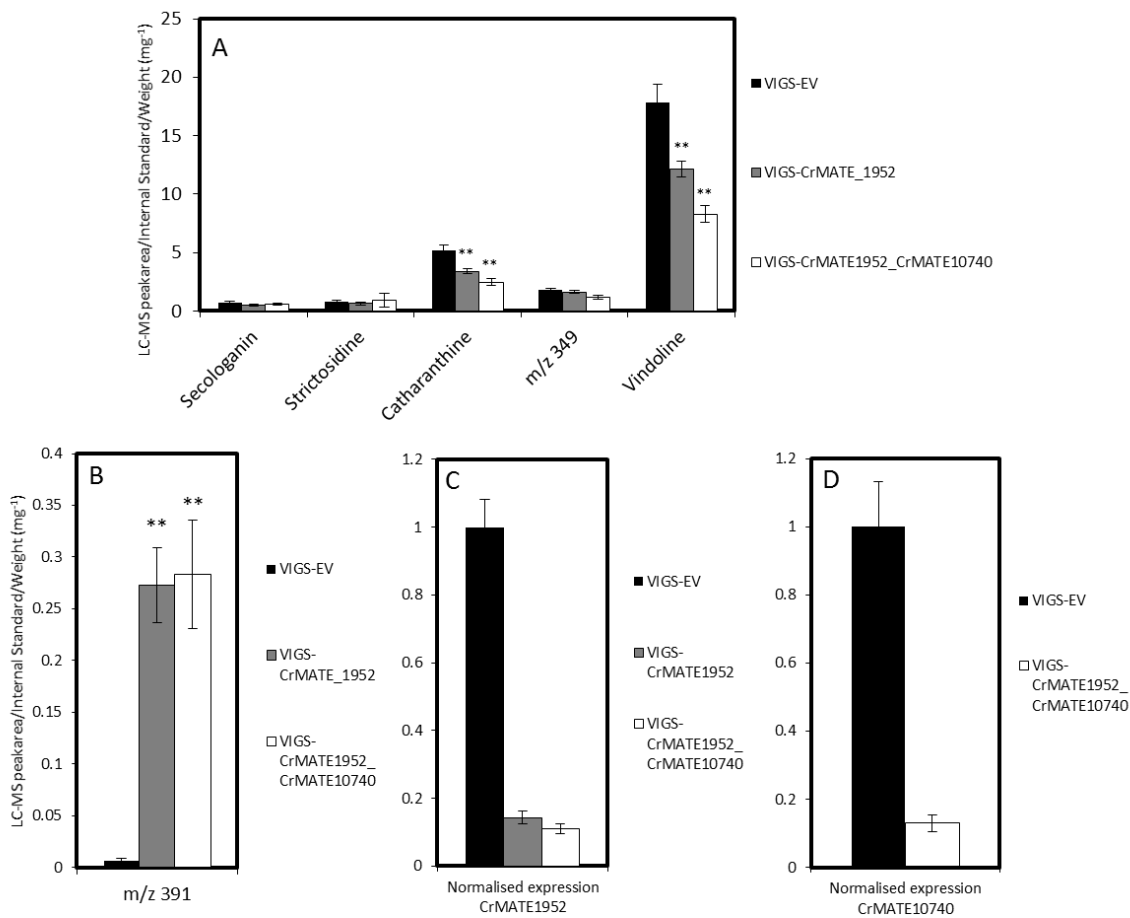 A
LC-MS peakarea/Internal Standard/Weight (mg⁻¹)
25
20
15
10
5
0
** **
** **
Secologanin
Strictosidine
Catharanthine
m/z 349
Vindoline
VIGS-EV
VIGS-CrMATE_1952
VIGS-CrMATE1952_CrMATE10740
B
LC-MS peakarea/Internal Standard/Weight (mg⁻¹)
0.4
0.35
0.3
0.25
0.2
0.15
0.1
0.05
0
** **
m/z 391
VIGS-EV
VIGS-
CrMATE_1952
VIGS-
CrMATE1952_
CrMATE10740
C
1.2
1
0.8
0.6
0.4
0.2
0
Normalised expression
CrMATE1952
VIGS-EV
VIGS-
CrMATE1952
VIGS-
CrMATE1952_
CrMATE10740
D
1.2
1
0.8
0.6
0.4
0.2
0
Normalised expression
CrMATE10740
VIGS-EV
VIGS-
CrMATE1952_
CrMATE10740